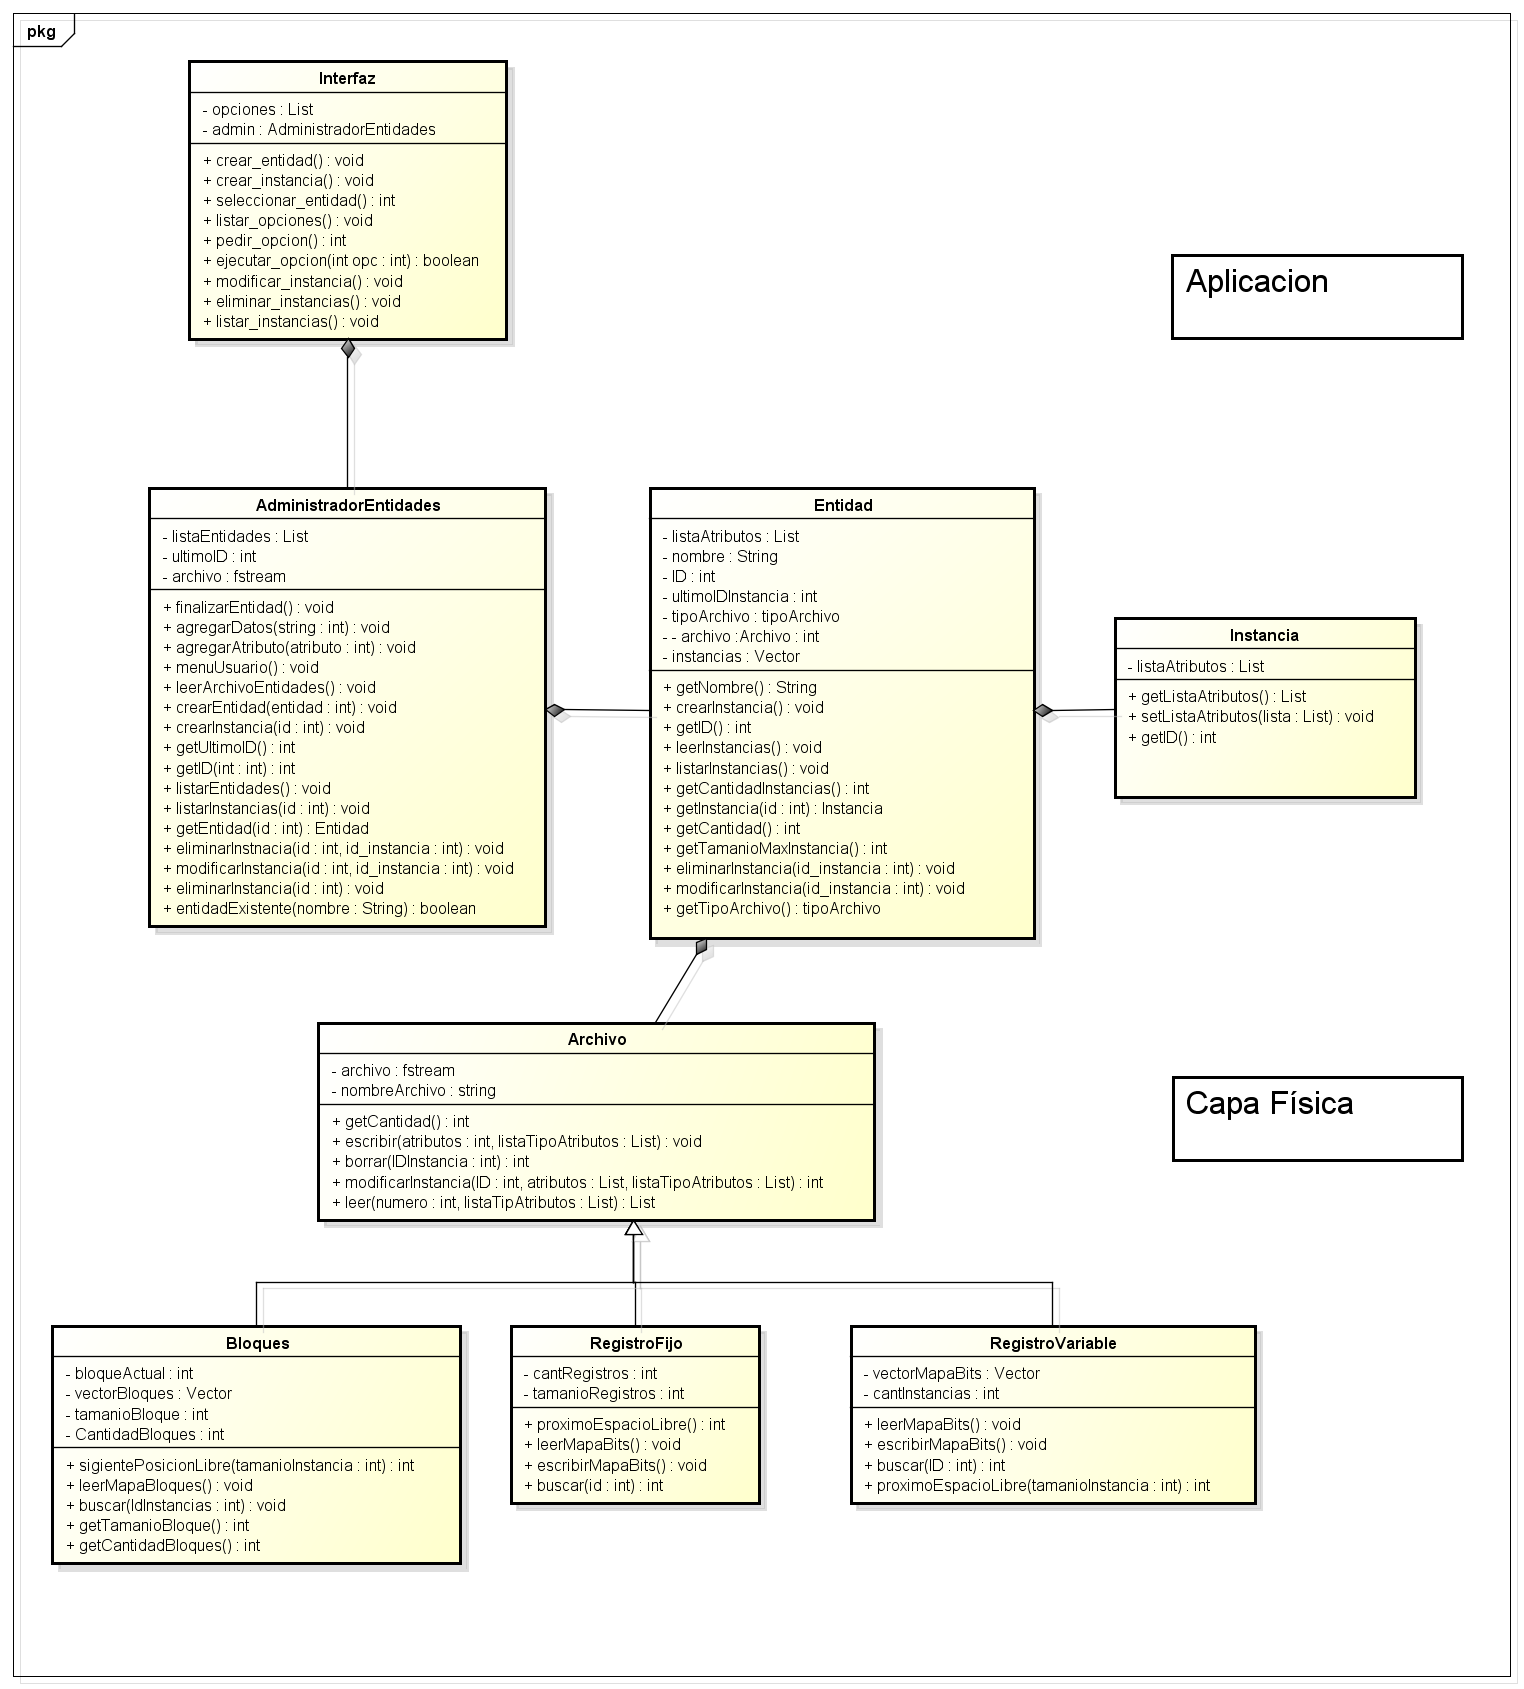 pkg
Interfaz
- opciones : List
- admin : AdministradorEntidades
+ crear_entidad() : void
+ crear_instancia() : void
+ seleccionar_entidad() : int
+ listar_opciones() : void
+ pedir_opcion() : int
+ ejecutar_opcion(int opc : int) : boolean
+ modificar_instancia() : void
+ eliminar_instancias() : void
+ listar_instancias() : void
Aplicacion
AdministradorEntidades
- listaEntidades : List
- ultimoID : int
- archivo : fstream
+ finalizarEntidad() : void
+ agregarDatos(string : int) : void
+ agregarAtributo(atributo : int) : void
+ menuUsuario() : void
+ leerArchivoEntidades() : void
+ crearEntidad(entidad : int) : void
+ crearInstancia(id : int) : void
+ getUltimoID() : int
+ getID(int : int) : int
+ listarEntidades() : void
+ listarInstancias(id : int) : void
+ getEntidad(id : int) : Entidad
+ eliminarInstnacia(id : int, id_instancia : int) : void
+ modificarInstancia(id : int, id_instancia : int) : void
+ eliminarInstancia(id : int) : void
+ entidadExistente(nombre : String) : boolean
Entidad
- listaAtributos : List
- nombre : String
- ID : int
- ultimoIDInstancia : int
- tipoArchivo : tipoArchivo
- - archivo :Archivo : int
- instancias : Vector
+ getNombre() : String
+ crearInstancia() : void
+ getID() : int
+ leerInstancias() : void
+ listarInstancias() : void
+ getCantidadInstancias() : int
+ getInstancia(id : int) : Instancia
+ getCantidad() : int
+ getTamanioMaxInstancia() : int
+ eliminarInstancia(id_instancia : int) : void
+ modificarInstancia(id_instancia : int) : void
+ getTipoArchivo() : tipoArchivo
Instancia
- listaAtributos : List
+ getListaAtributos() : List
+ setListaAtributos(lista : List) : void
+ getID() : int
Archivo
- archivo : fstream
- nombreArchivo : string
+ getCantidad() : int
+ escribir(atributos : int, listaTipoAtributos : List) : void
+ borrar(IDInstancia : int) : int
+ modificarInstancia(ID : int, atributos : List, listaTipoAtributos : List) : int
+ leer(numero : int, listaTipAtributos : List) : List
Capa Física
Bloques
- bloqueActual : int
- vectorBloques : Vector
- tamanioBloque : int
- CantidadBloques : int
+ sigientePosicionLibre(tamanioInstancia : int) : int
+ leerMapaBloques() : void
+ buscar(IdInstancias : int) : void
+ getTamanioBloque() : int
+ getCantidadBloques() : int
RegistroFijo
- cantRegistros : int
- tamanioRegistros : int
+ proximoEspacioLibre() : int
+ leerMapaBits() : void
+ escribirMapaBits() : void
+ buscar(id : int) : int
RegistroVariable
- vectorMapaBits : Vector
- cantInstancias : int
+ leerMapaBits() : void
+ escribirMapaBits() : void
+ buscar(ID : int) : int
+ proximoEspacioLibre(tamanioInstancia : int) : int